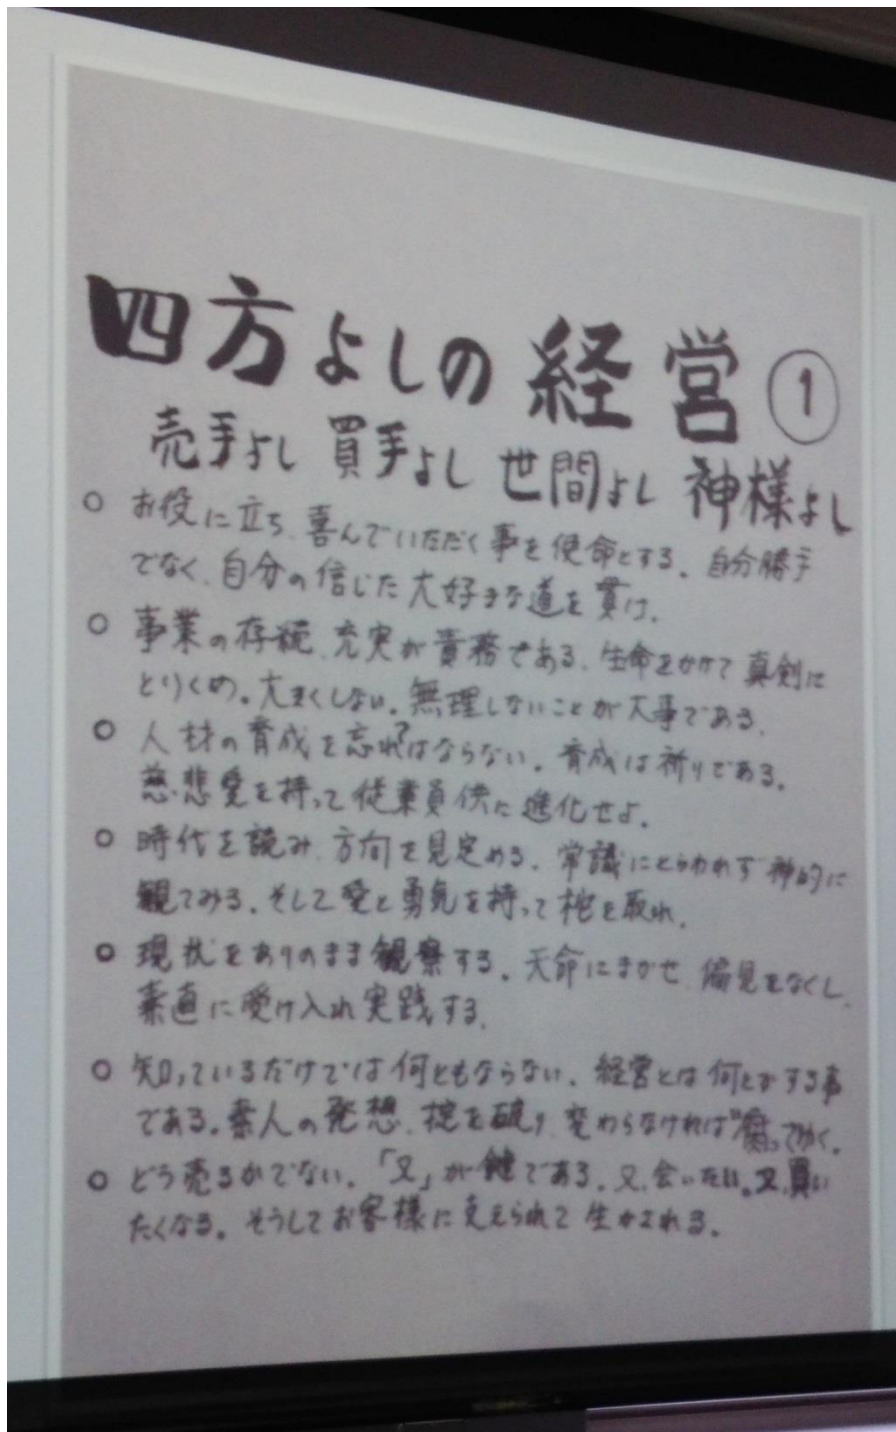 四方よしの経営 ①
売手よし 買手よし 世間よし 神様よし
○ お役に立ち、喜んでいただく事を使命とする。自分勝手
でなく、自分の信じた大好きな道を貫け。
○ 事業の存続、充実が責務である。生命をかけて真剣に
とりくめ。大きくしない。無理しないことが大事である。
○ 人材の育成を忘れてはならない。育成は祈りである。
慈悲愛を持って従業員供に進化せよ。
○ 時代を読み、方向を見定める。常識にとらわれず神的に
観てみる。そして愛と勇気を持って舵を取れ。
○ 現状をありのまま観察する。天命にまかせ、偏見をなくし、
素直に受け入れ実践する。
○ 知っているだけでは何ともならない。経営とは何とかする事
である。素人の発想、掟を破り、変わらなければ腐ってゆく。
○ どう売るかでない。「又」が鍵である。又、会いたい。又、買い
たくなる。そうしてお客様に支えられて生かされる。